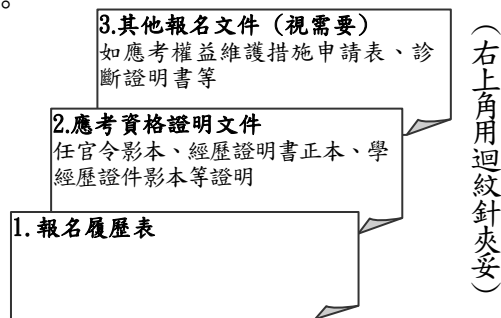 。
3.其他報名文件（視需要）
如應考權益維護措施申請表、診
斷證明書等
2.應考資格證明文件
任官令影本、經歷證明書正本、學
經歷證件影本等證明
1.報名履歷表
（右上角用迴紋針夾妥）